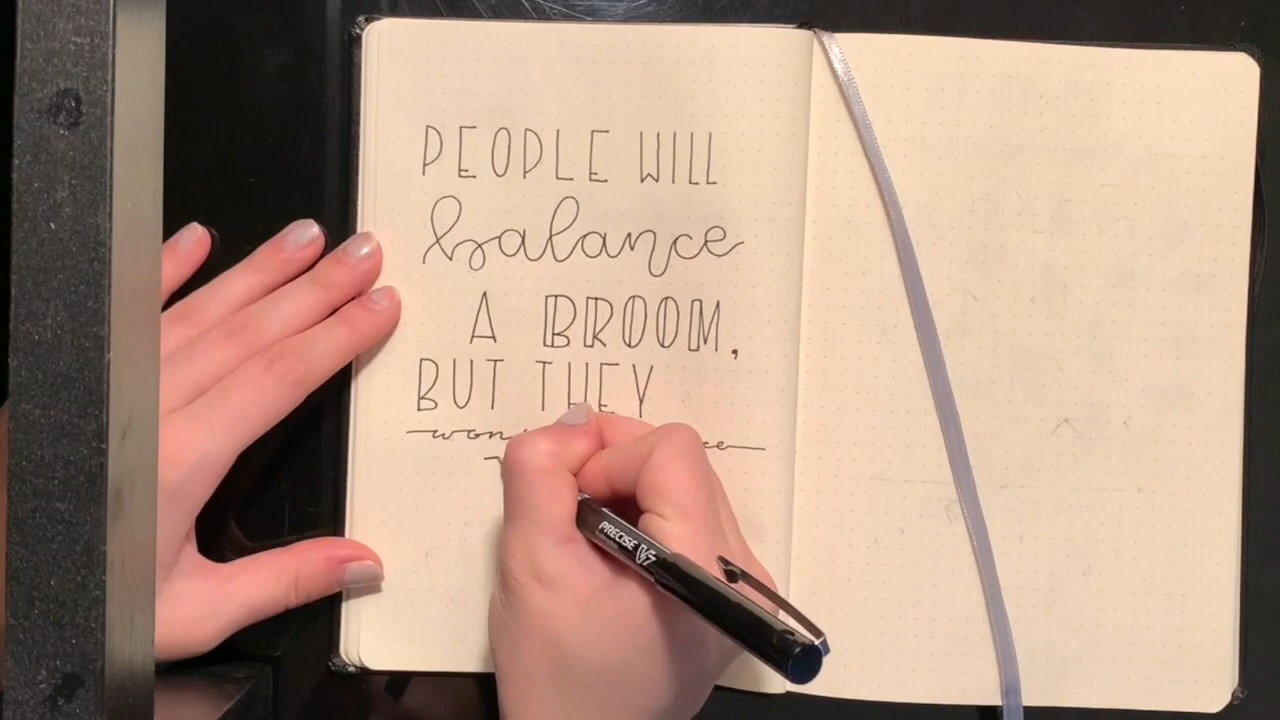 PEOPLE WILL
balance
A BROOM,
BUT THEY
PRECISE V7